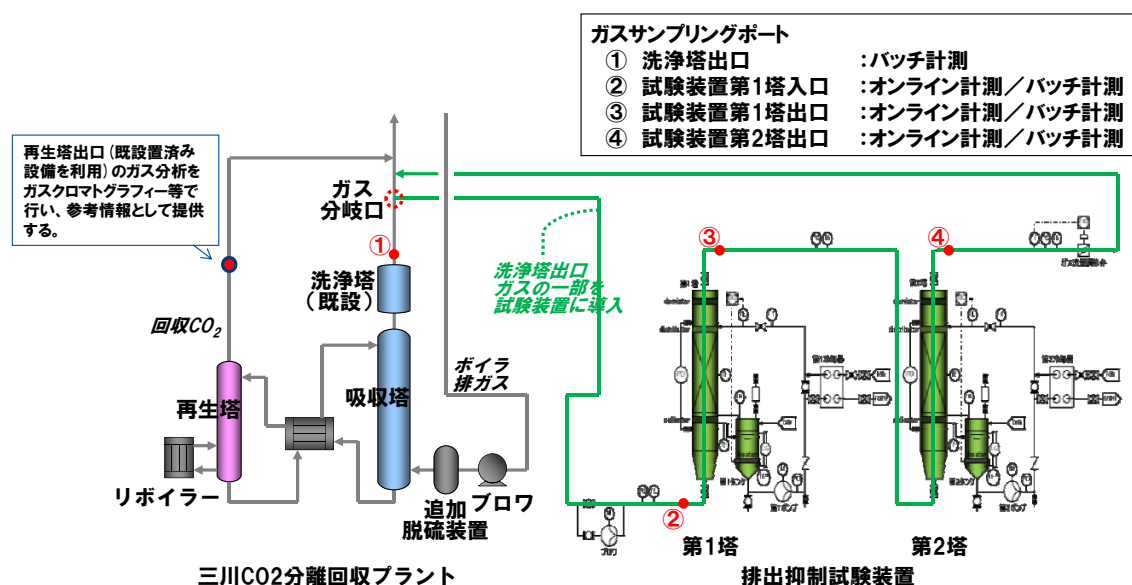 ガスサンプリングポート
① 洗浄塔出口 :バッチ計測
② 試験装置第1塔入口 :オンライン計測/バッチ計測
③ 試験装置第1塔出口 :オンライン計測/バッチ計測
④ 試験装置第2塔出口 :オンライン計測/バッチ計測
再生塔出口(既設置済み
設備を利用)のガス分析を
ガスクロマトグラフィー等で
行い、参考情報として提供
する。
ガス
分岐口
①
洗浄塔
(既設)
洗浄塔出口
ガスの一部を
試験装置に導入
③
④
回収CO2
ボイラ
排ガス
再生塔
吸収塔
リボイラー
追加
脱硫装置
ブロワ
②
ブロワ
第1塔
第2塔
三川CO2分離回収プラント
排出抑制試験装置